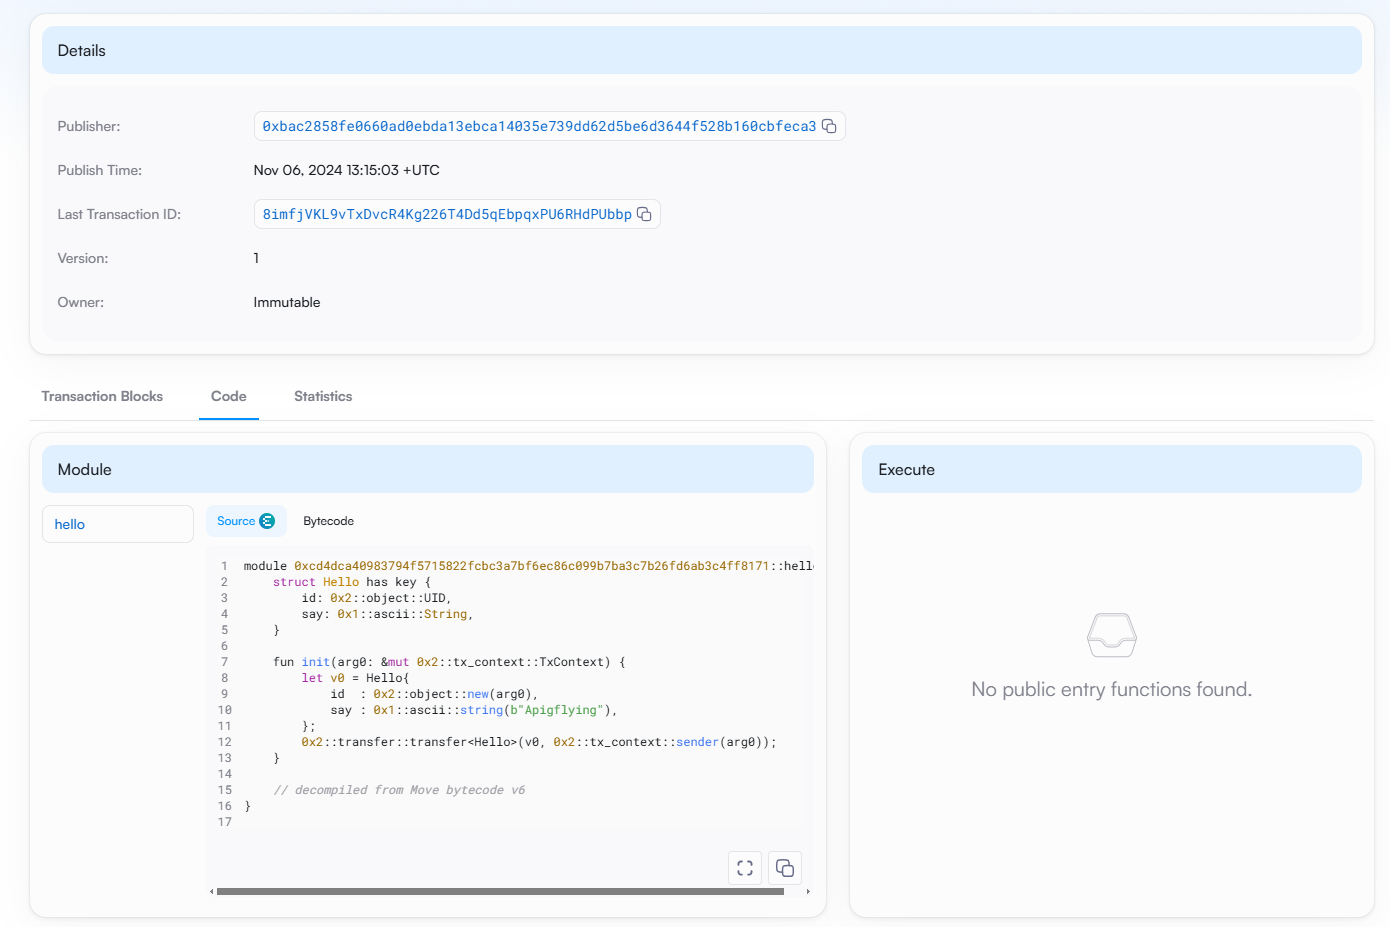 Details
Publisher: 0xbac2858fe0660ad0ebda13ebca14035e739dd62d5be6d3644f528b160cbfeca3
Publish Time: Nov 06, 2024 13:15:03 +UTC
Last Transaction ID: 8imfjVKL9vTxDvcR4Kg226T4Dd5qEbpqxPU6RHdPUbbp
Version: 1
Owner: Immutable
Transaction Blocks Code Statistics
Module
hello
Source Bytecode
1 module 0xcd4dca40983794f5715822fcbc3a7bf6ec86c099b7ba3c7b26fd6ab3c4ff8171::hello
2     struct Hello has key {
3         id: 0x2::object::UID,
4         say: 0x1::ascii::String,
5     }
6
7     fun init(arg0: &mut 0x2::tx_context::TxContext) {
8         let v0 = Hello{
9             id  : 0x2::object::new(arg0),
10             say : 0x1::ascii::string(b"Apigflying"),
11         };
12         0x2::transfer::transfer<Hello>(v0, 0x2::tx_context::sender(arg0));
13     }
14
15     // decompiled from Move bytecode v6
16 }
17
Execute
No public entry functions found.